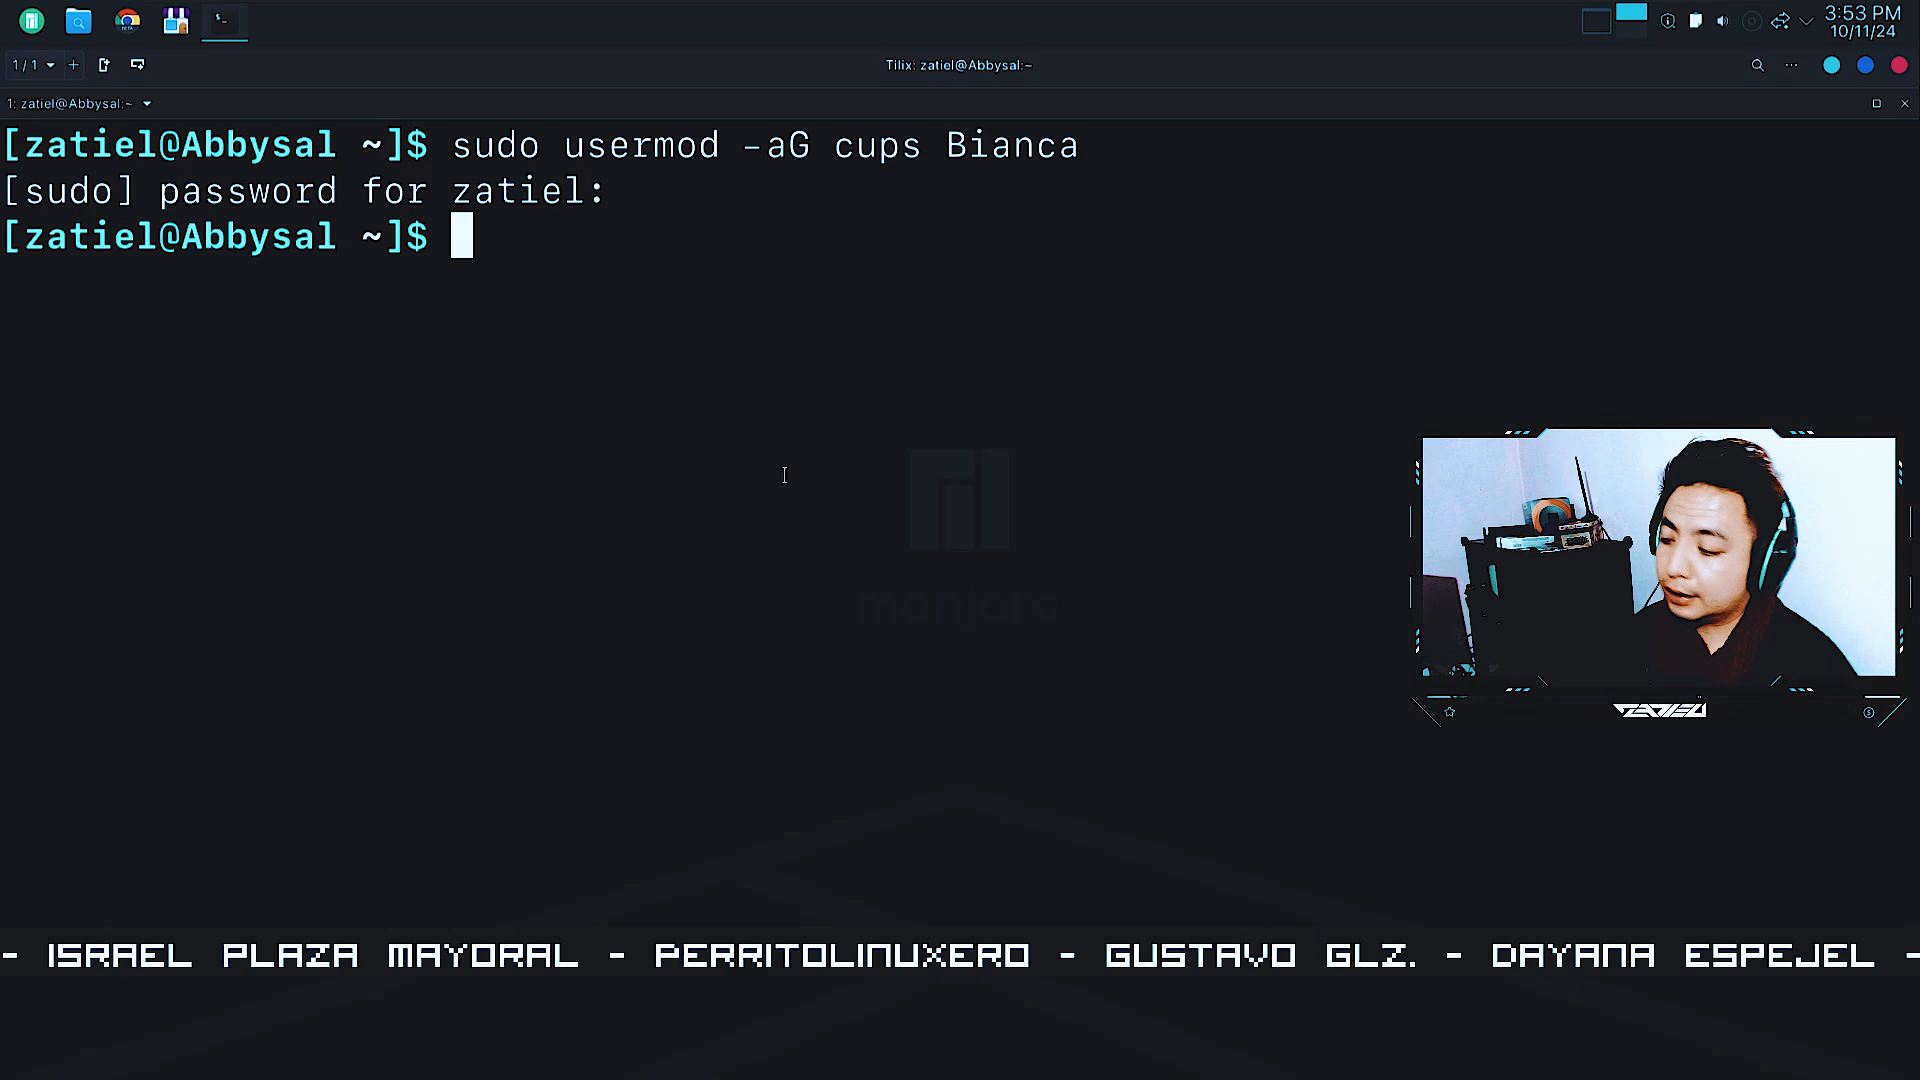 3:53 PM
10/11/24
1 / 1
Tilix: zatiel@Abbysal:~
1: zatiel@Abbysal:~
[zatiel@Abbysal ~]$ sudo usermod -aG cups Bianca
[sudo] password for zatiel:
[zatiel@Abbysal ~]$
ZATIEL
- ISRAEL PLAZA MAYORAL - PERRITOLINUXERO - GUSTAVO GLZ. - DAYANA ESPEJEL -